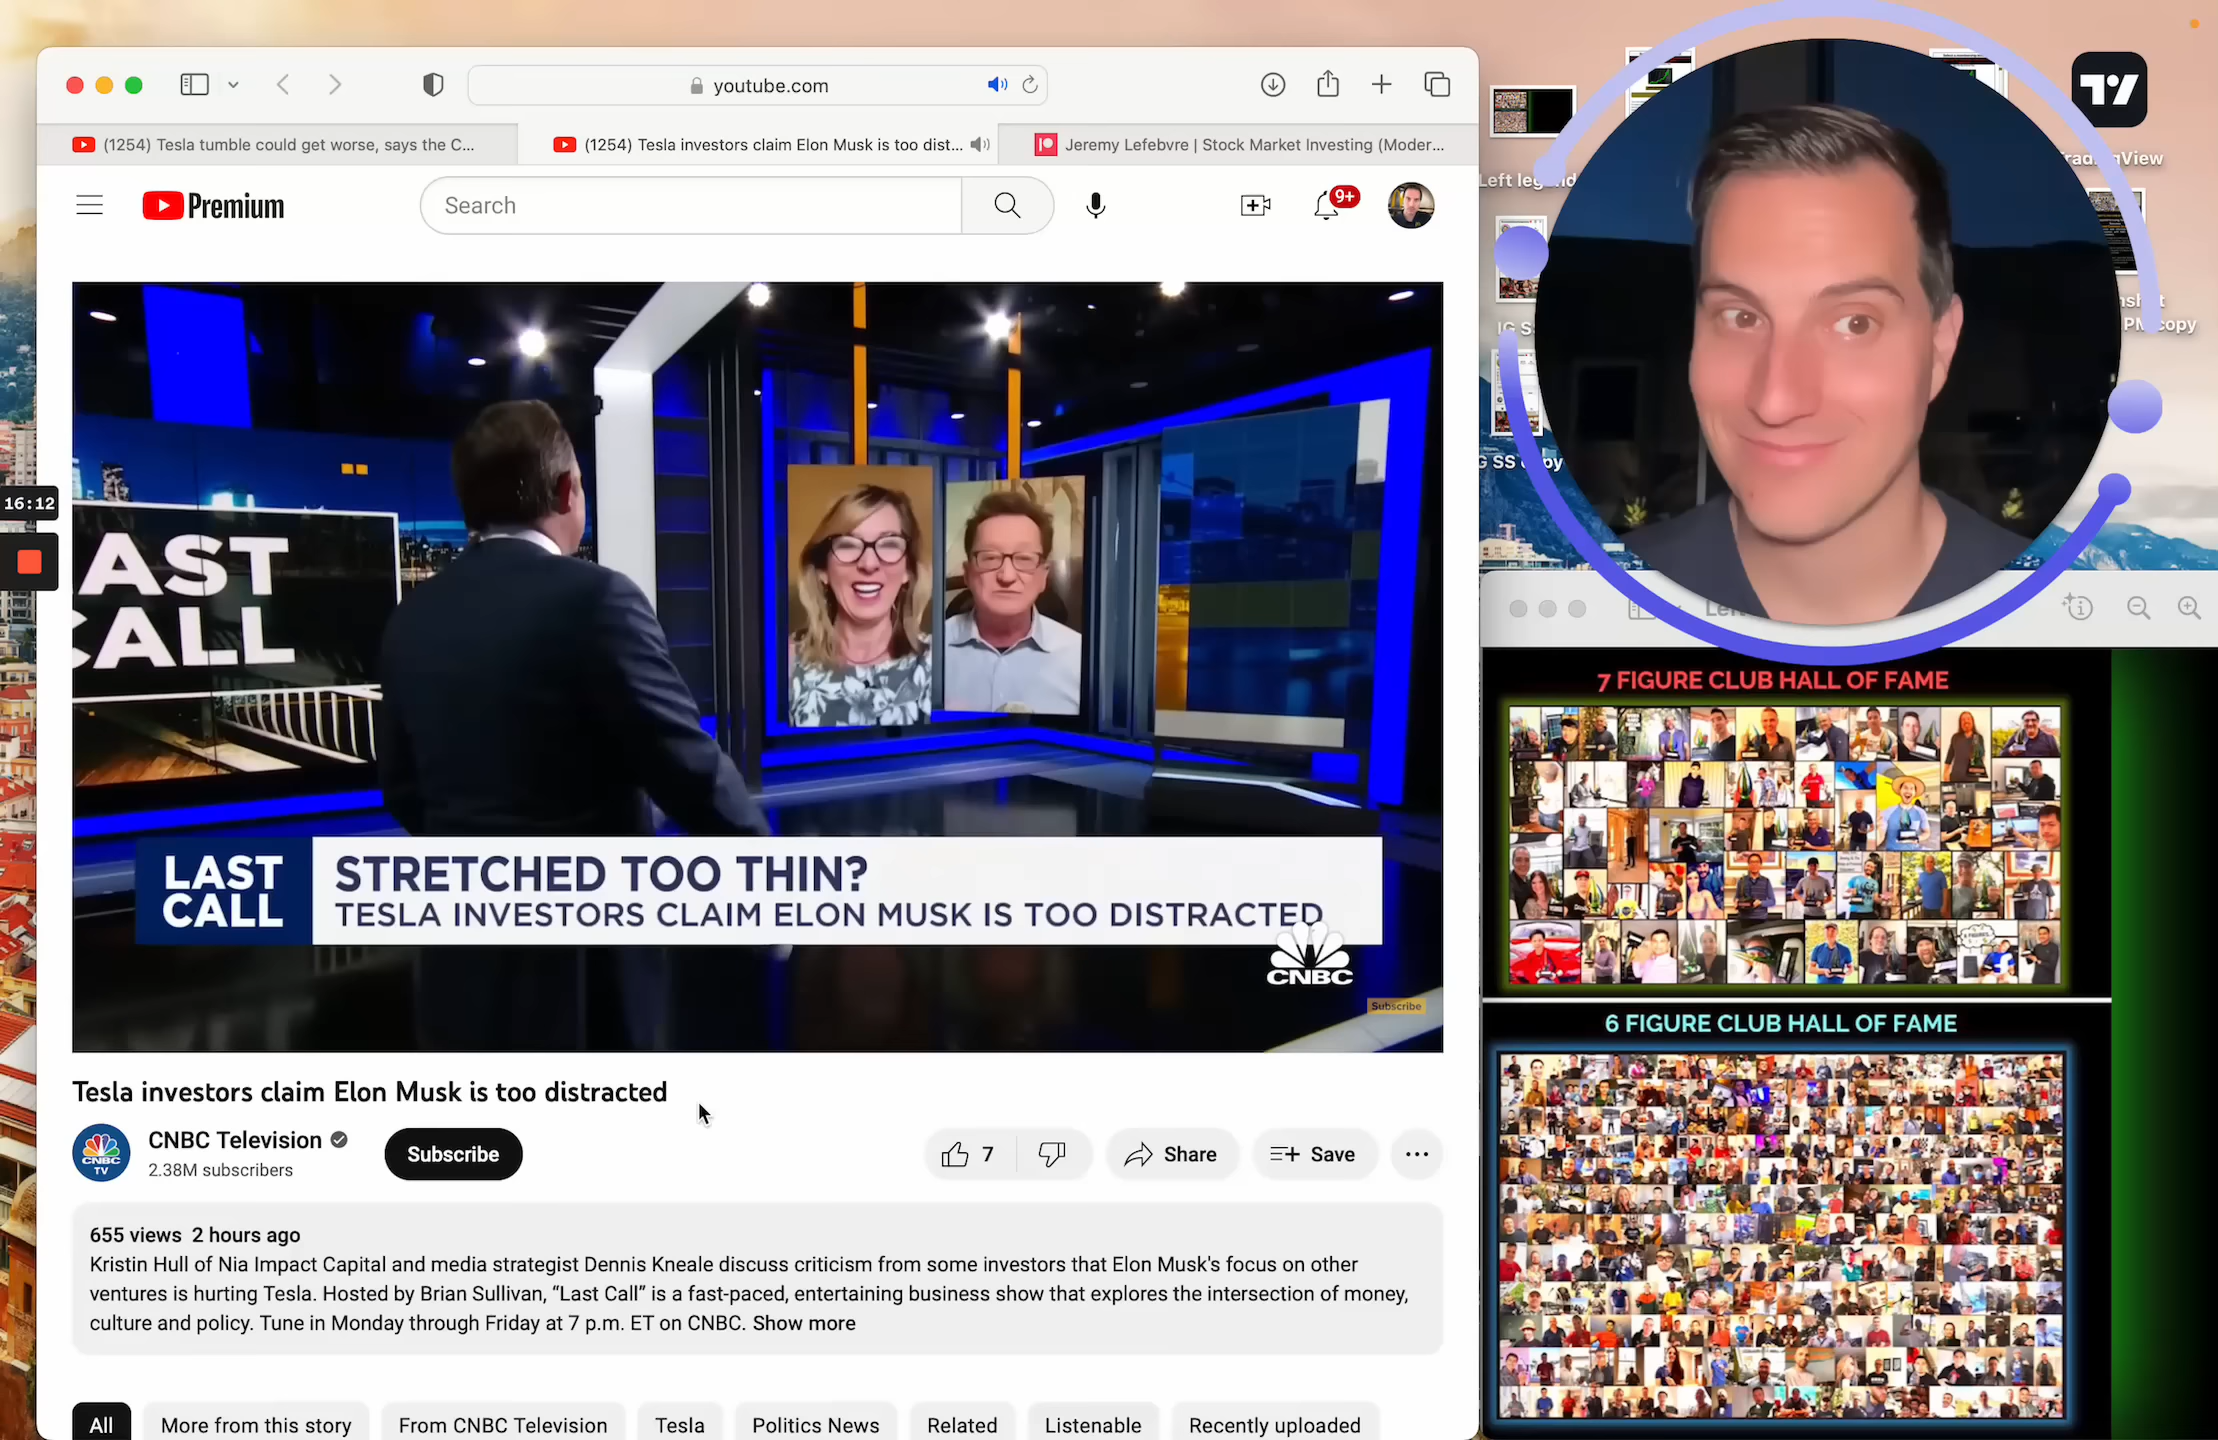 youtube.com
(1254) Tesla tumble could get worse, says the C...
(1254) Tesla investors claim Elon Musk is too dist...
Jeremy Lefebvre | Stock Market Investing (Moder...
Premium
Search
9+
16:12
AST
CALL
LAST
CALL
STRETCHED TOO THIN?
TESLA INVESTORS CLAIM ELON MUSK IS TOO DISTRACTED
CNBC
Subscribe
Tesla investors claim Elon Musk is too distracted
CNBC
TV
CNBC Television
2.38M subscribers
Subscribe
7
Share
Save
655 views 2 hours ago
Kristin Hull of Nia Impact Capital and media strategist Dennis Kneale discuss criticism from some investors that Elon Musk's focus on other
ventures is hurting Tesla. Hosted by Brian Sullivan, “Last Call” is a fast-paced, entertaining business show that explores the intersection of money,
culture and policy. Tune in Monday through Friday at 7 p.m. ET on CNBC. Show more
All
More from this story
From CNBC Television
Tesla
Politics News
Related
Listenable
Recently uploaded
7 FIGURE CLUB HALL OF FAME
6 FIGURE CLUB HALL OF FAME